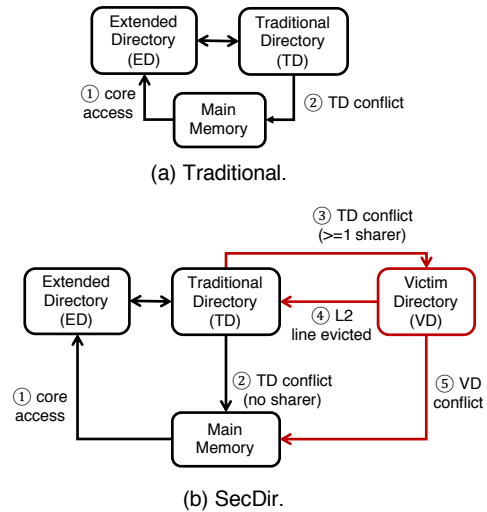 Extended
Directory
(ED)
Traditional
Directory
(TD)
① core
access
② TD conflict
Main
Memory
(a) Traditional.
③ TD conflict
(>=1 sharer)
Extended
Directory
(ED)
Traditional
Directory
(TD)
Victim
Directory
(VD)
④ L2
line evicted
① core
access
② TD conflict
(no sharer)
⑤ VD
conflict
Main
Memory
(b) SecDir.